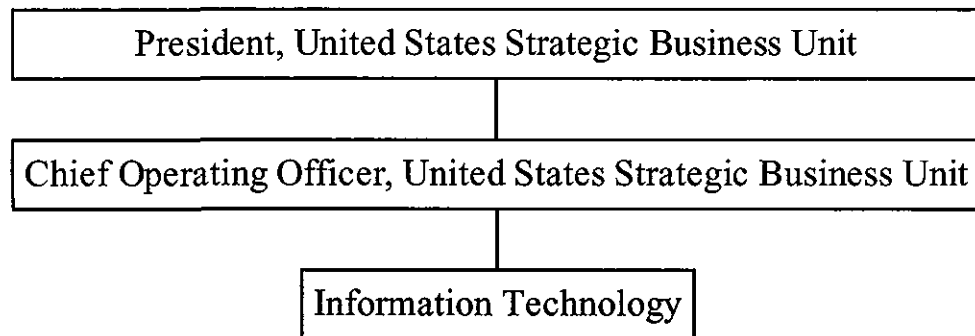 President, United States Strategic Business Unit
Chief Operating Officer, United States Strategic Business Unit
Information Technology